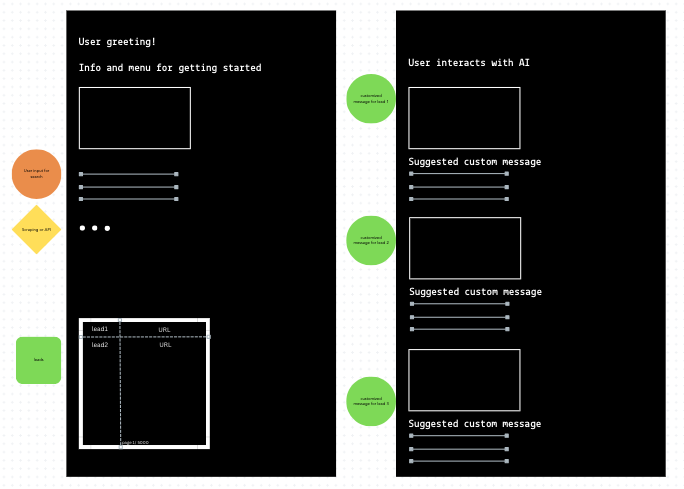 User greeting!
Info and menu for getting started
User input for
search
Scraping or API
leads
lead1 URL
lead2 URL
page 1/ 5000
User interacts with AI
customized
message for lead 1
Suggested custom message
customized
message for lead 2
Suggested custom message
customized
message for lead 3
Suggested custom message